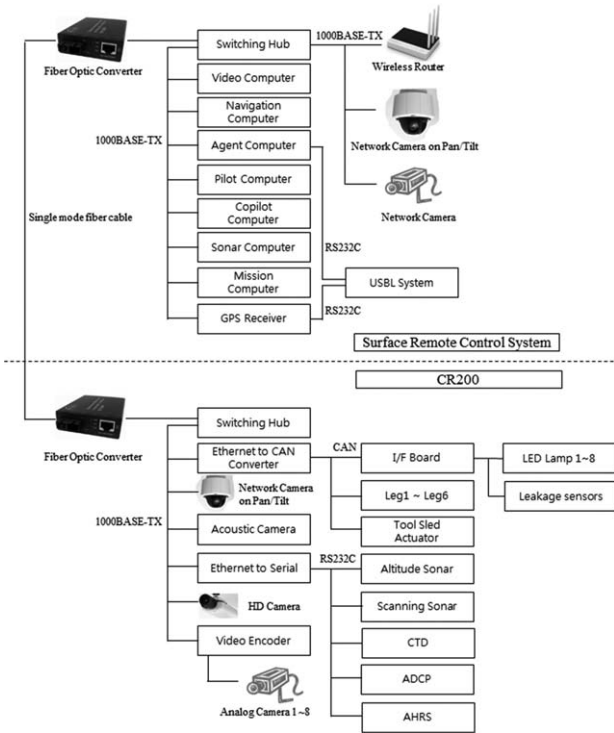 Fiber Optic Converter
Switching Hub
1000BASE-TX
Wireless Router
Video Computer
Navigation
Computer
1000BASE-TX
Agent Computer
Network Camera on Pan/Tilt
Pilot Computer
Copilot
Computer
Network Camera
Single mode fiber cable
Sonar Computer
RS232C
Mission
Computer
USBL System
GPS Receiver
RS232C
Surface Remote Control System
CR200
Fiber Optic Converter
Switching Hub
Ethernet to CAN
Converter
CAN
I/F Board
LED Lamp 1~8
Network Camera
on Pan/Tilt
Leg1 ~ Leg6
Leakage sensors
1000BASE-TX
Acoustic Camera
Tool Sled
Actuator
Ethernet to Serial
RS232C
Altitude Sonar
HD Camera
Scanning Sonar
Video Encoder
CTD
ADCP
Analog Camera 1~8
AHRS